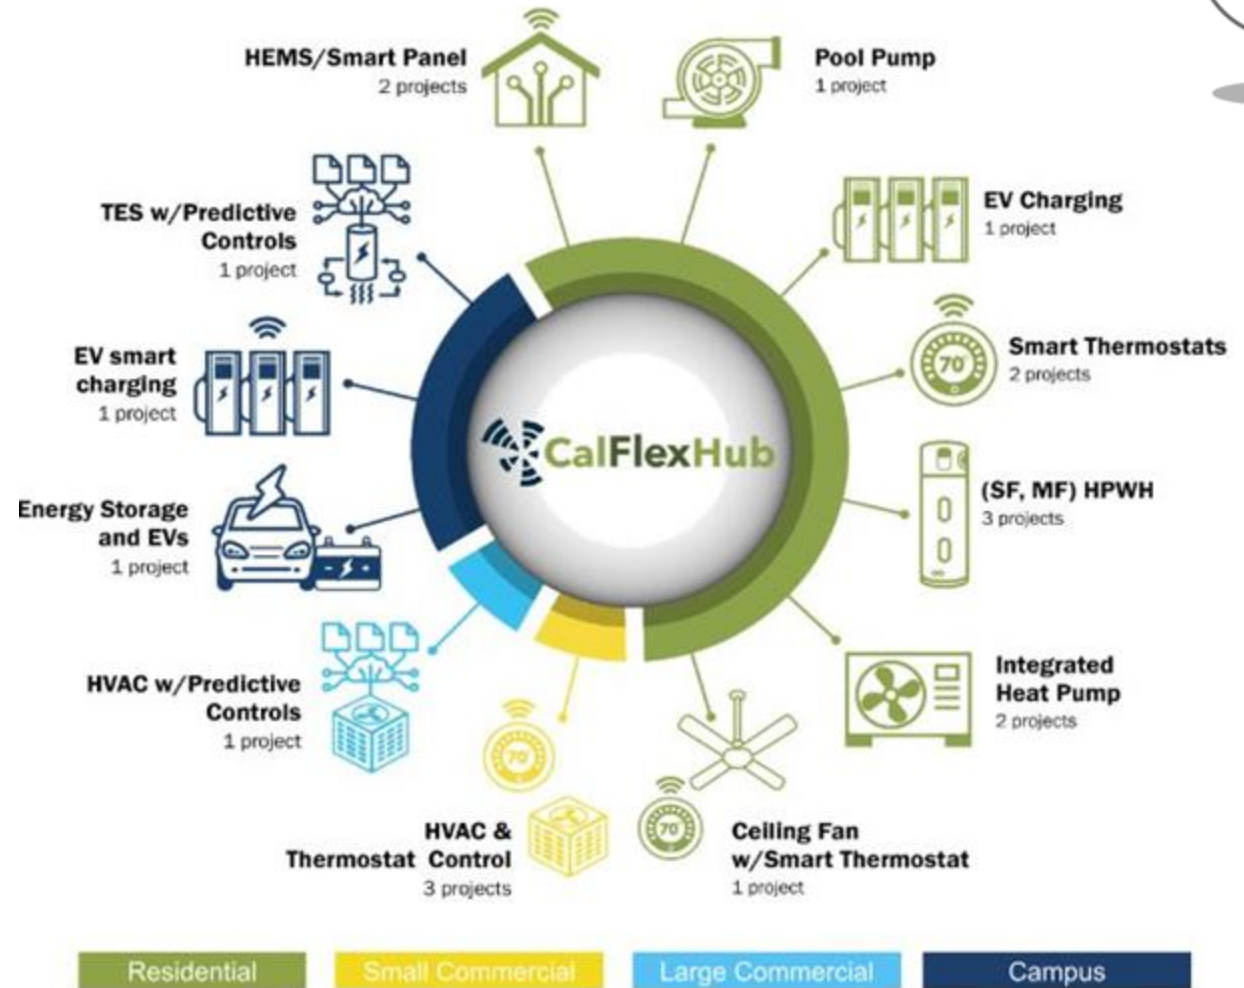 HEMS/Smart Panel
2 projects
Pool Pump
1 project
TES w/Predictive
Controls
1 project
EV Charging
1 project
EV smart
charging
1 project
Smart Thermostats
2 projects
70°
CalFlexHub
Energy Storage
and EVs
1 project
(SF, MF) HPWH
3 projects
HVAC w/Predictive
Controls
1 project
Integrated
Heat Pump
2 projects
70°
HVAC &
Thermostat Control
3 projects
70°
Ceiling Fan
w/Smart Thermostat
1 project
Residential
Small Commercial
Large Commercial
Campus